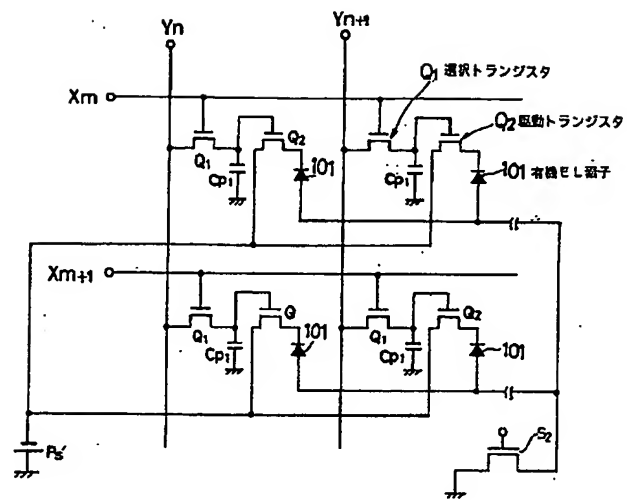 Yn
Yn+1
Q1 選択トランジスタ
Xm
Q2 駆動トランジスタ
Q1
Q2
101
Cp1
Cp1
101 有機EL素子
Xm+1
Q1
Q
101
Cp1
Q1
Q2
101
Cp1
Ps'
S2